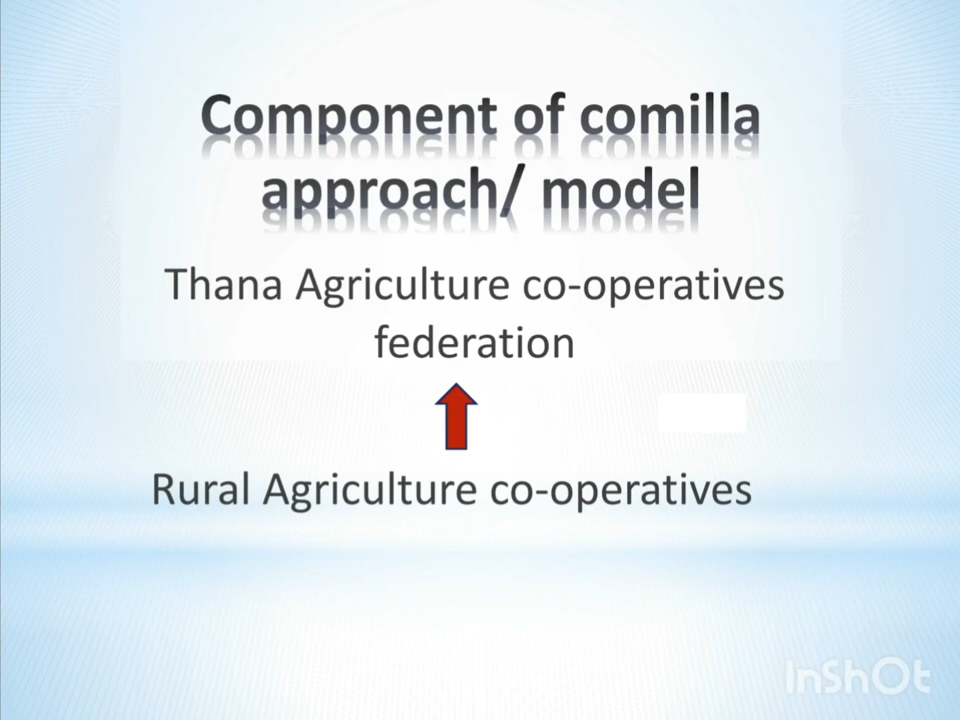 Component of comilla
approach/ model
Thana Agriculture co-operatives
federation
Rural Agriculture co-operatives
InShOt